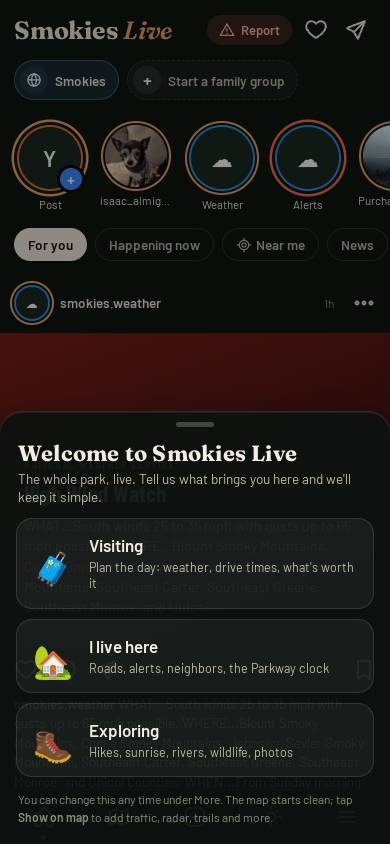 Smokies Live
Report
Smokies
+ Start a family group
Y
+
Post
isaac_almig...
Weather
Alerts
Purcha
For you
Happening now
Near me
News
smokies.weather
1h
Welcome to Smokies Live
The whole park, live. Tell us what brings you here and we'll
keep it simple.
Watch
Visiting
Plan the day: weather, drive times, what's worth
it
I live here
Roads, alerts, neighbors, the Parkway clock
Exploring
Hikes, sunrise, rivers, wildlife, photos
You can change this any time under More. The map starts clean; tap
Show on map to add traffic, radar, trails and more.